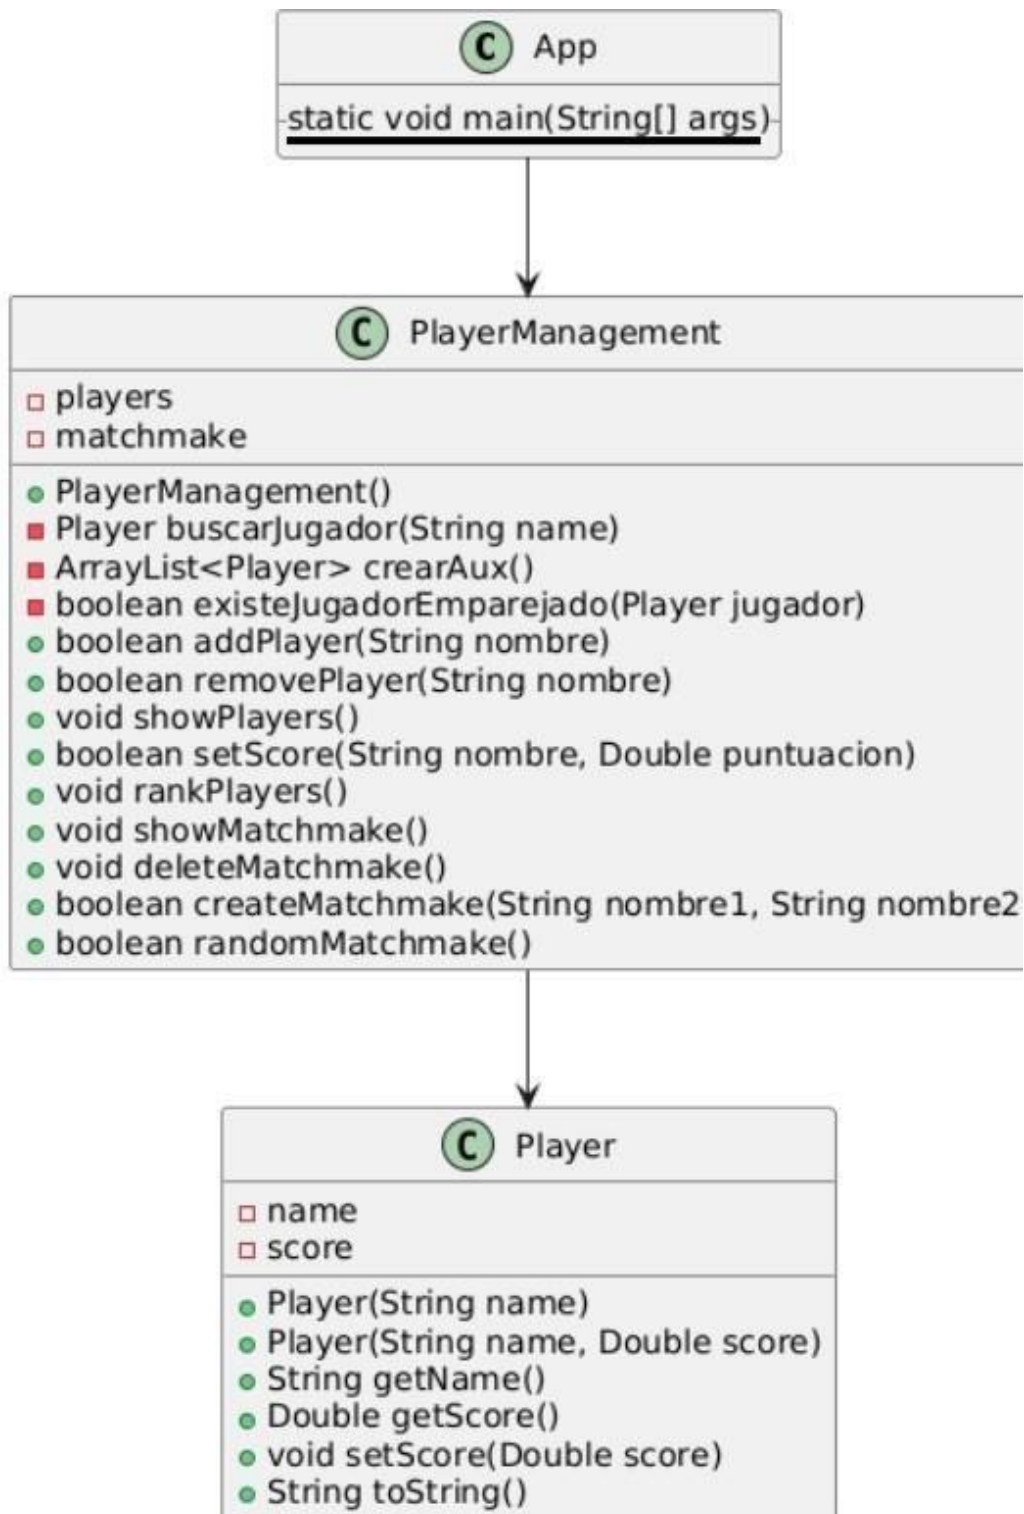 C App
static void main(String[] args)
C PlayerManagement
players
matchmake
PlayerManagement()
Player buscarJugador(String name)
ArrayList<Player> crearAux()
boolean existeJugadorEmparejado(Player jugador)
boolean addPlayer(String nombre)
boolean removePlayer(String nombre)
void showPlayers()
boolean setScore(String nombre, Double puntuacion)
void rankPlayers()
void showMatchmake()
void deleteMatchmake()
boolean createMatchmake(String nombre1, String nombre2
boolean randomMatchmake()
C Player
name
score
Player(String name)
Player(String name, Double score)
String getName()
Double getScore()
void setScore(Double score)
String toString()